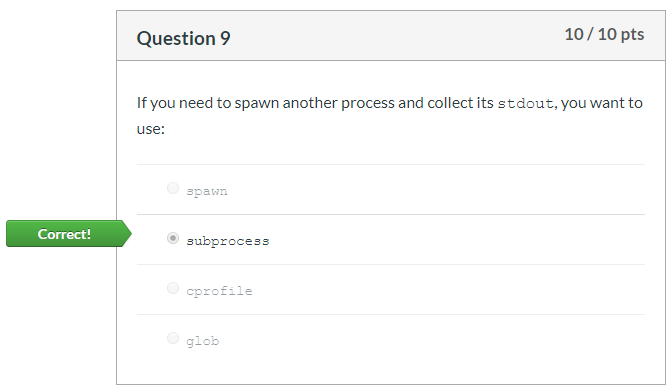 Question 9
10 / 10 pts
If you need to spawn another process and collect its stdout, you want to
use:
spawn
Correct!
subprocess
cprofile
glob